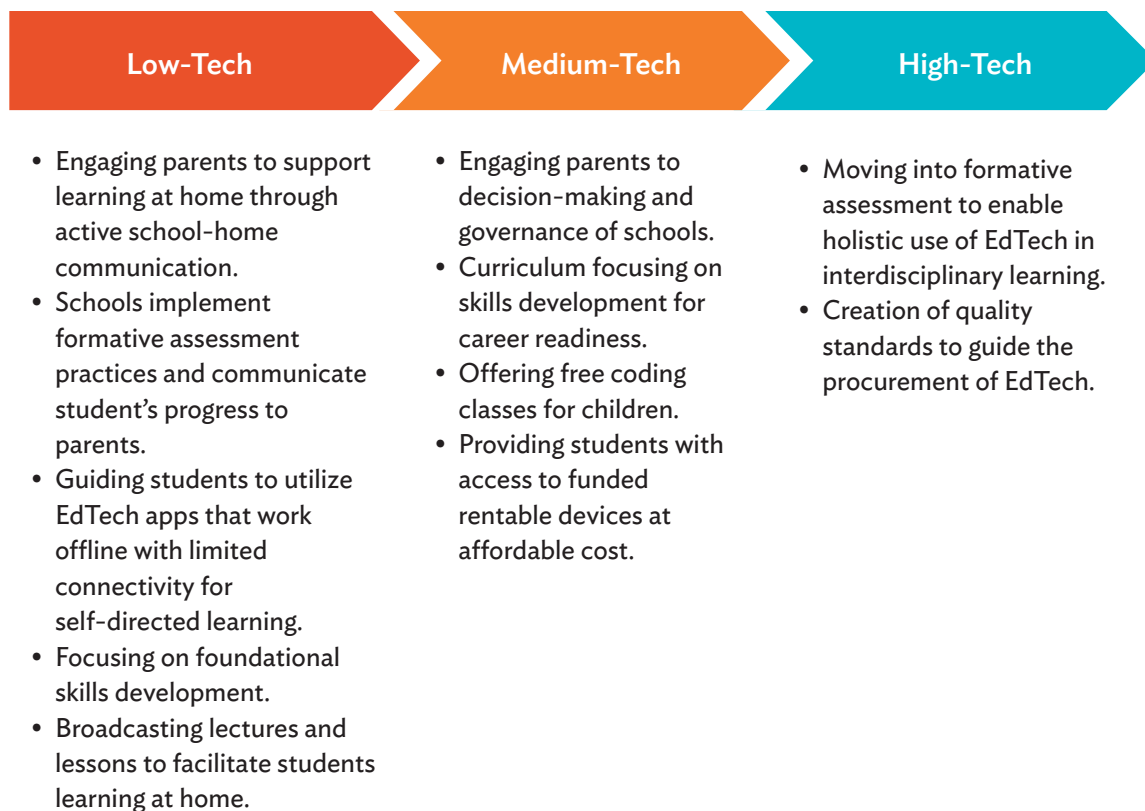 Low-Tech
Medium-Tech
High-Tech
• Engaging parents to support
learning at home through
active school-home
communication.
• Schools implement
formative assessment
practices and communicate
student’s progress to
parents.
• Guiding students to utilize
EdTech apps that work
offline with limited
connectivity for
self-directed learning.
• Focusing on foundational
skills development.
• Broadcasting lectures and
lessons to facilitate students
learning at home.
• Engaging parents to
decision-making and
governance of schools.
• Curriculum focusing on
skills development for
career readiness.
• Offering free coding
classes for children.
• Providing students with
access to funded
rentable devices at
affordable cost.
• Moving into formative
assessment to enable
holistic use of EdTech in
interdisciplinary learning.
• Creation of quality
standards to guide the
procurement of EdTech.